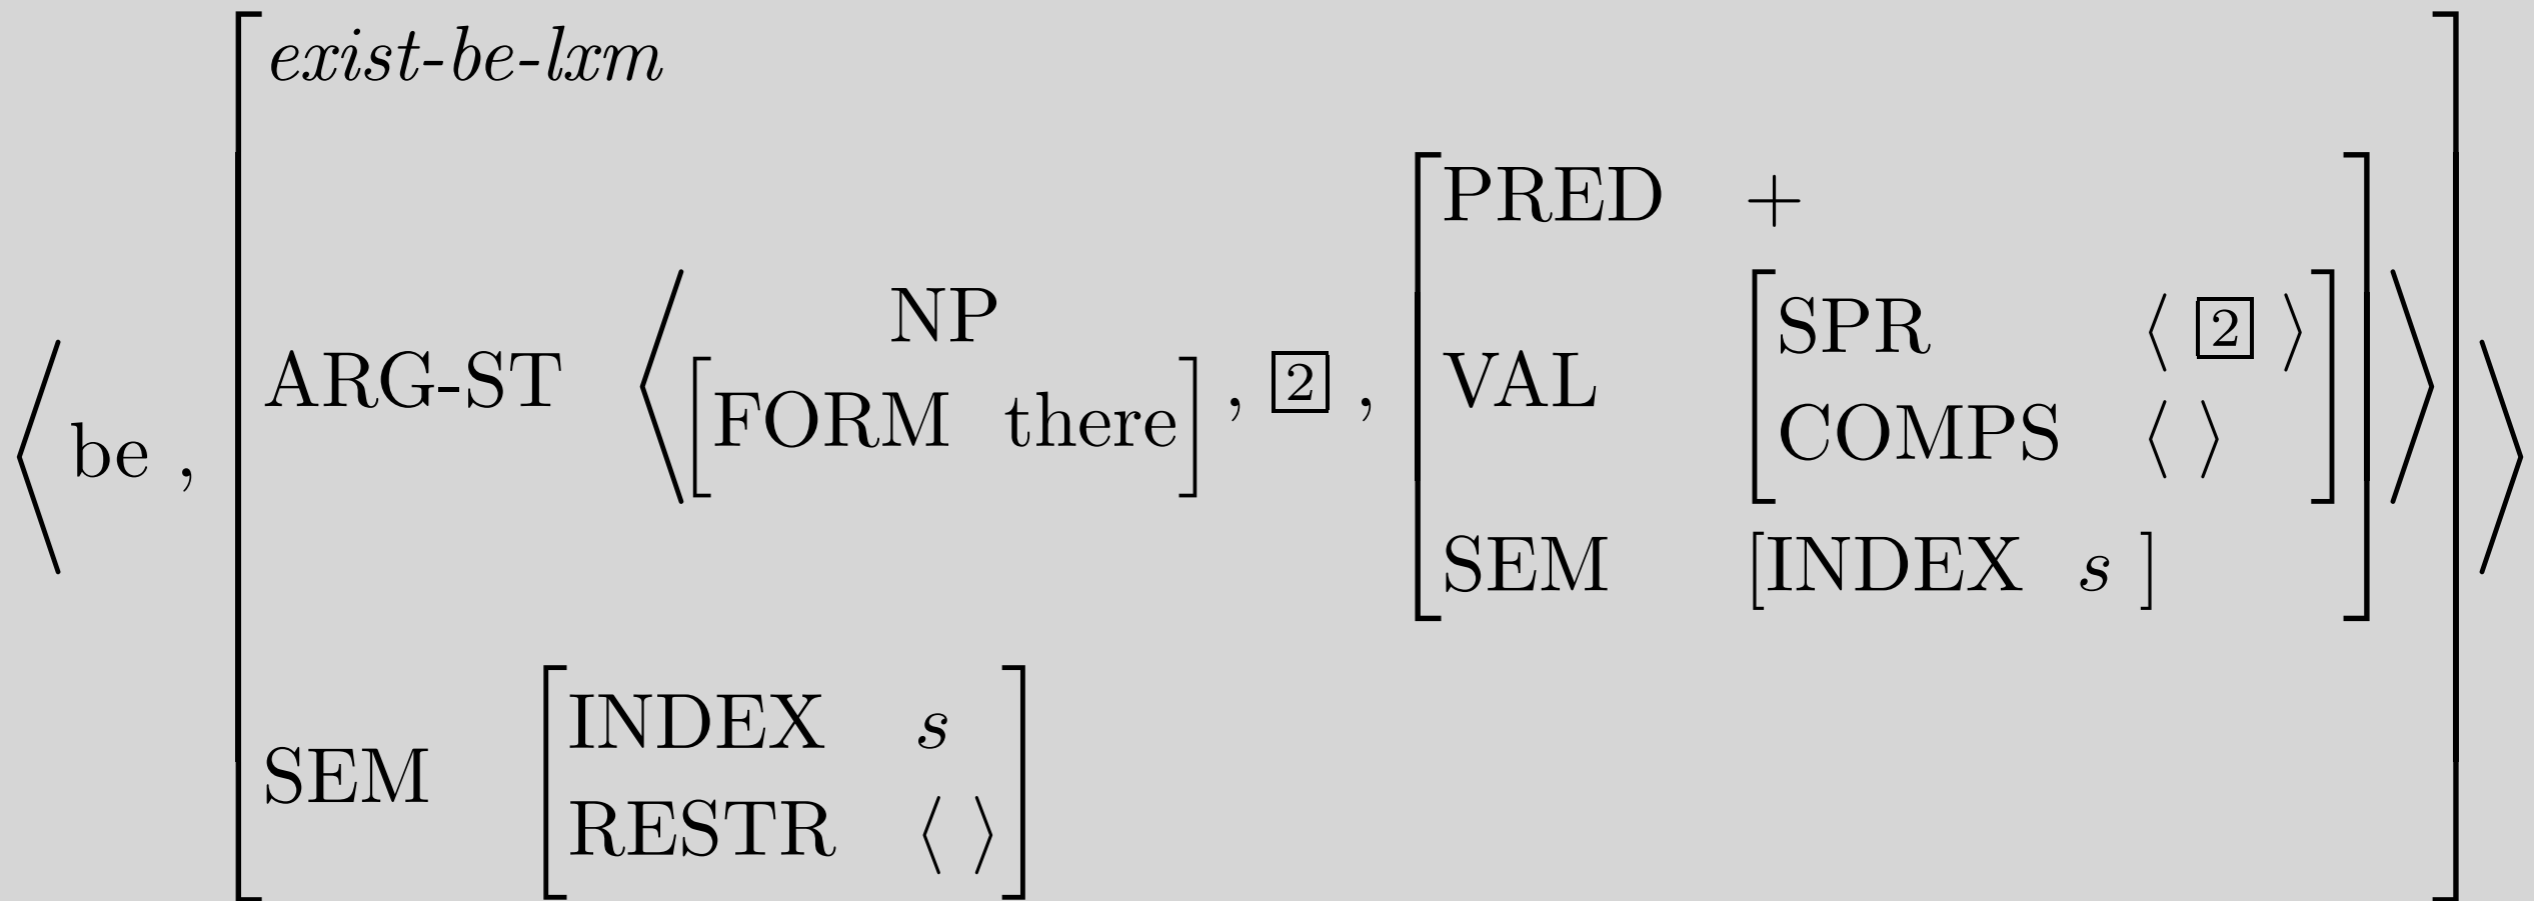 exist-be-lxm
PRED +
NP
SPR ⟨ 2 ⟩
⟨ be , ARG-ST ⟨ [FORM there] , 2 , VAL
COMPS ⟨ ⟩
SEM [INDEX s ]
INDEX s
SEM
RESTR ⟨ ⟩